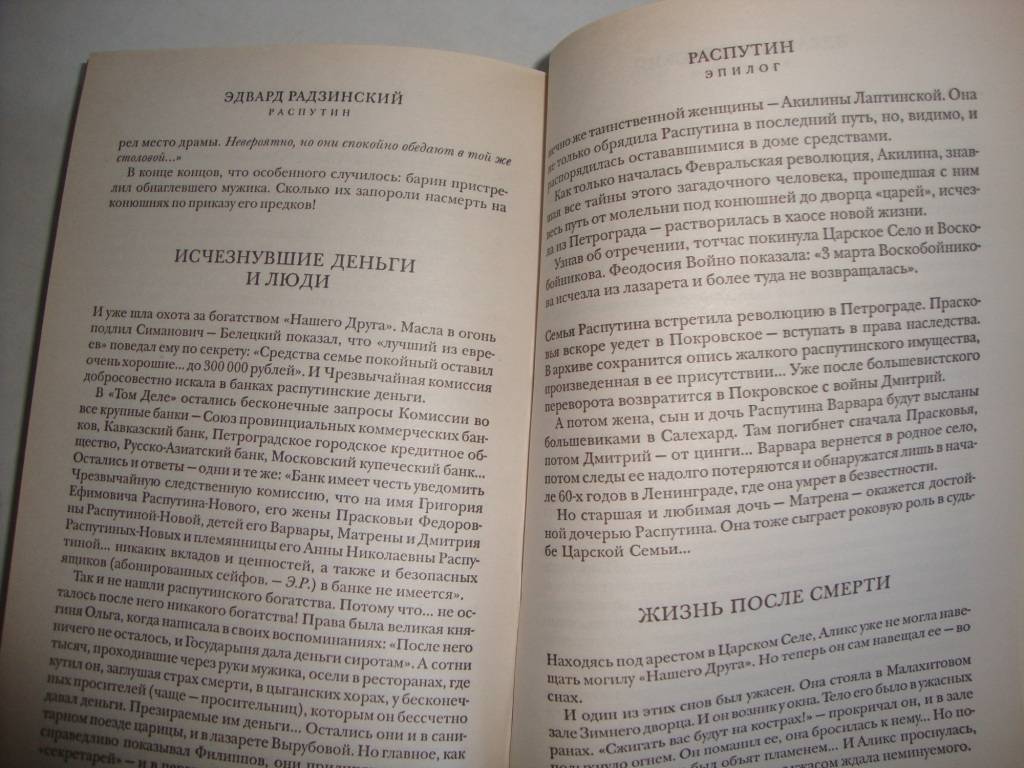 ЭДВАРД РАДЗИНСКИЙ
РАСПУТИН
рел место драмы. Невероятно, но они спокойно обедают в той же
столовой...»
В конце концов, что особенного случилось: барин пристре-
лил обнаглевшего мужика. Сколько их запороли насмерть на
конюшнях по приказу его предков!
ИСЧЕЗНУВШИЕ ДЕНЬГИ
И ЛЮДИ
И уже шла охота за богатством «Нашего Друга». Масла в огонь
подлил Симанович – Белецкий показал, что «лучший из евре-
ев» поведал ему по секрету: «Средства семье покойный оставил
очень хорошие... до 300 000 рублей». И Чрезвычайная комиссия
добросовестно искала в банках распутинские деньги.
В «Том Деле» остались бесконечные запросы Комиссии во
все крупные банки – Союз провинциальных коммерческих бан-
ков, Кавказский банк, Петроградское городское кредитное об-
щество, Русско-Азиатский банк, Московский купеческий банк...
Остались и ответы – одни и те же: «Банк имеет честь уведомить
Чрезвычайную следственную комиссию, что на имя Григория
Ефимовича Распутина-Нового, его жены Прасковьи Федоров-
ны Распутиной-Новой, детей его Варвары, Матрены и Дмитрия
Распутиных-Новых и племянницы его Анны Николаевны Распу-
тиной... никаких вкладов и ценностей, а также и безопасных
ящиков (абонированных сейфов. – Э.Р.) в банке не имеется».
Так и не нашли распутинского богатства. Потому что... не ос-
талось после него никакого богатства! Права была великая кня-
гиня Ольга, когда написала в своих воспоминаниях: «После него
ничего не осталось, и Государыня дала деньги сиротам». А сотни
тысяч, проходившие через руки мужика, осели в ресторанах, где
кутил он, заглушая страх смерти, в цыганских хорах, у бесконеч-
ных просителей (чаще – просительниц), которым он бессчетно
давал деньги. Презираемые им деньги... Остались они и в сани-
тарном поезде царицы, и в лазарете Вырубовой. Но главное, как
справедливо показывал Филиппов, они
«секретарей» – и в
РАСПУТИН
ЭПИЛОГ
же таинственной женщины – Акилины Лаптинской. Она
не только обрядила Распутина в последний путь, но, видимо, и
распорядилась остававшимися в доме средствами.
Как только началась Февральская революция, Акилина, знав-
шая все тайны этого загадочного человека, прошедшая с ним
весь путь от молельни под конюшней до дворца «царей», исчез-
ла из Петрограда – растворилась в хаосе новой жизни.
Узнав об отречении, тотчас покинула Царское Село и Воско-
бойникова. Феодосия Войно показала: «3 марта Воскобойнико-
ва исчезла из лазарета и более туда не возвращалась».
Семья Распутина встретила революцию в Петрограде. Праско-
вья вскоре уедет в Покровское – вступать в права наследства.
В архиве сохранится опись жалкого распутинского имущества,
произведенная в ее присутствии... Уже после большевистского
переворота возвратится в Покровское с войны Дмитрий.
А потом жена, сын и дочь Распутина Варвара будут высланы
большевиками в Салехард. Там погибнет сначала Прасковья,
потом Дмитрий – от цинги... Варвара вернется в родное село,
потом следы ее надолго потеряются и обнаружатся лишь в нача-
ле 60-х годов в Ленинграде, где она умрет в безвестности.
Но старшая и любимая дочь – Матрена – окажется достой-
ной дочерью Распутина. Она тоже сыграет роковую роль в судь-
бе Царской Семьи...
ЖИЗНЬ ПОСЛЕ СМЕРТИ
Находясь под арестом в Царском Селе, Аликс уже не могла наве-
щать могилу «Нашего Друга». Но теперь он сам навещал ее – во
снах.
И один из этих снов был ужасен. Она стояла в Малахитовом
зале Зимнего дворца. И он возник у окна. Тело его было в ужасных
ранах. «Сжигать вас будут на кострах!» – прокричал он, и в зале
огнем. Он поманил ее, она бросилась к нему... Но по-
был объят пламенем... И Аликс проснулась,
ужасом ждала неминуемого.